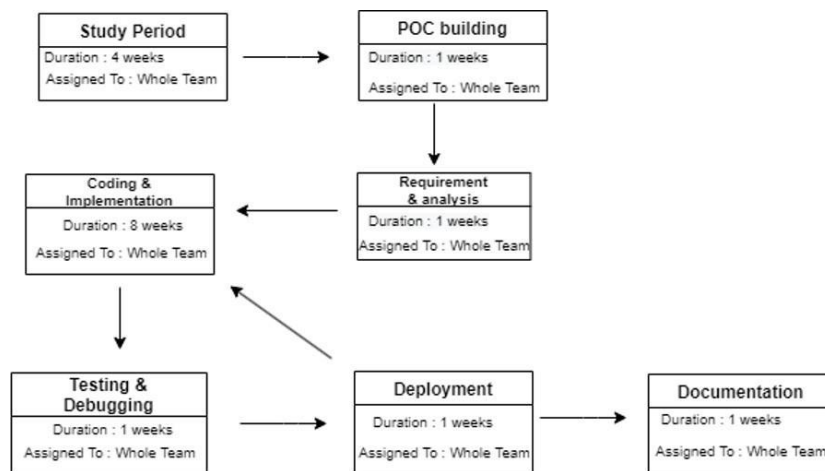 Study Period
Duration : 4 weeks
Assigned To : Whole Team
POC building
Duration : 1 weeks
Assigned To : Whole Team
Requirement
& analysis
Duration : 1 weeks
Assigned To : Whole Team
Coding &
Implementation
Duration : 8 weeks
Assigned To : Whole Team
Testing &
Debugging
Duration : 1 weeks
Assigned To : Whole Team
Deployment
Duration : 1 weeks
Assigned To : Whole Team
Documentation
Duration : 1 weeks
Assigned To : Whole Team